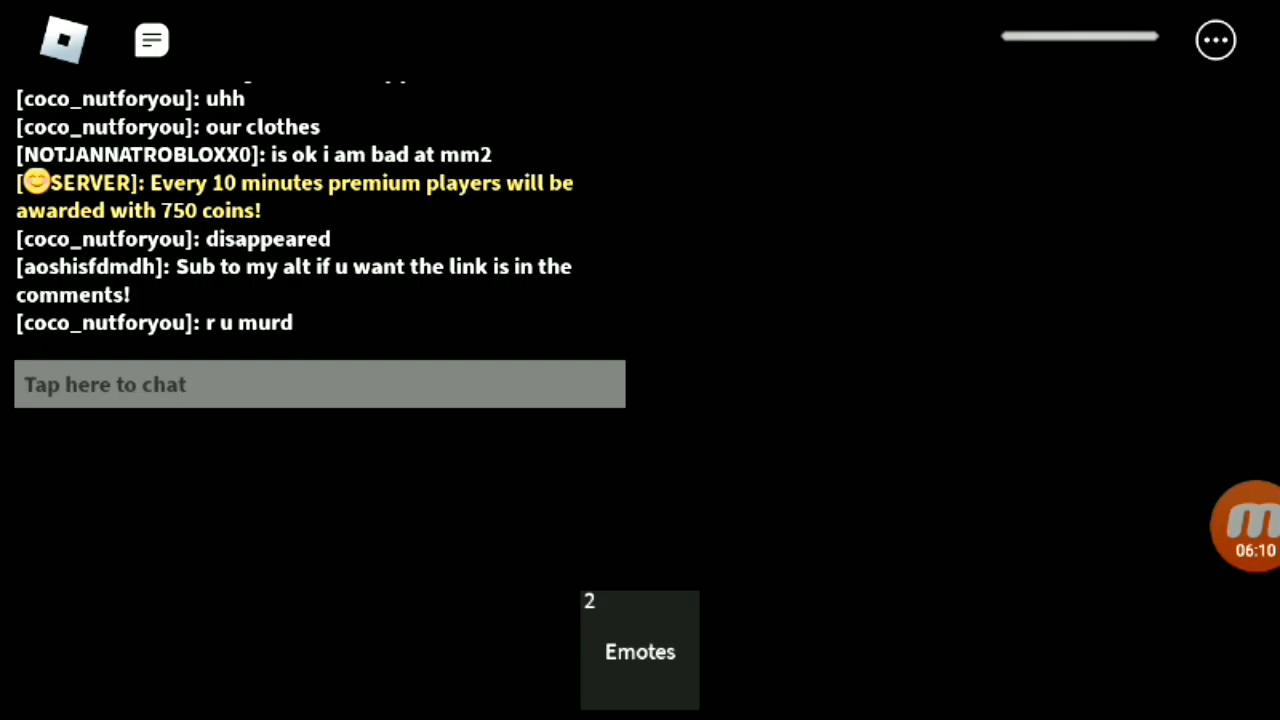 [coco_nutforyou]: uhh
[coco_nutforyou]: our clothes
[NOTJANNATROBLOXX0]: is ok i am bad at mm2
[😊SERVER]: Every 10 minutes premium players will be
awarded with 750 coins!
[coco_nutforyou]: disappeared
[aoshisfdmdh]: Sub to my alt if u want the link is in the
comments!
[coco_nutforyou]: r u murd
Tap here to chat
06:10
2
Emotes